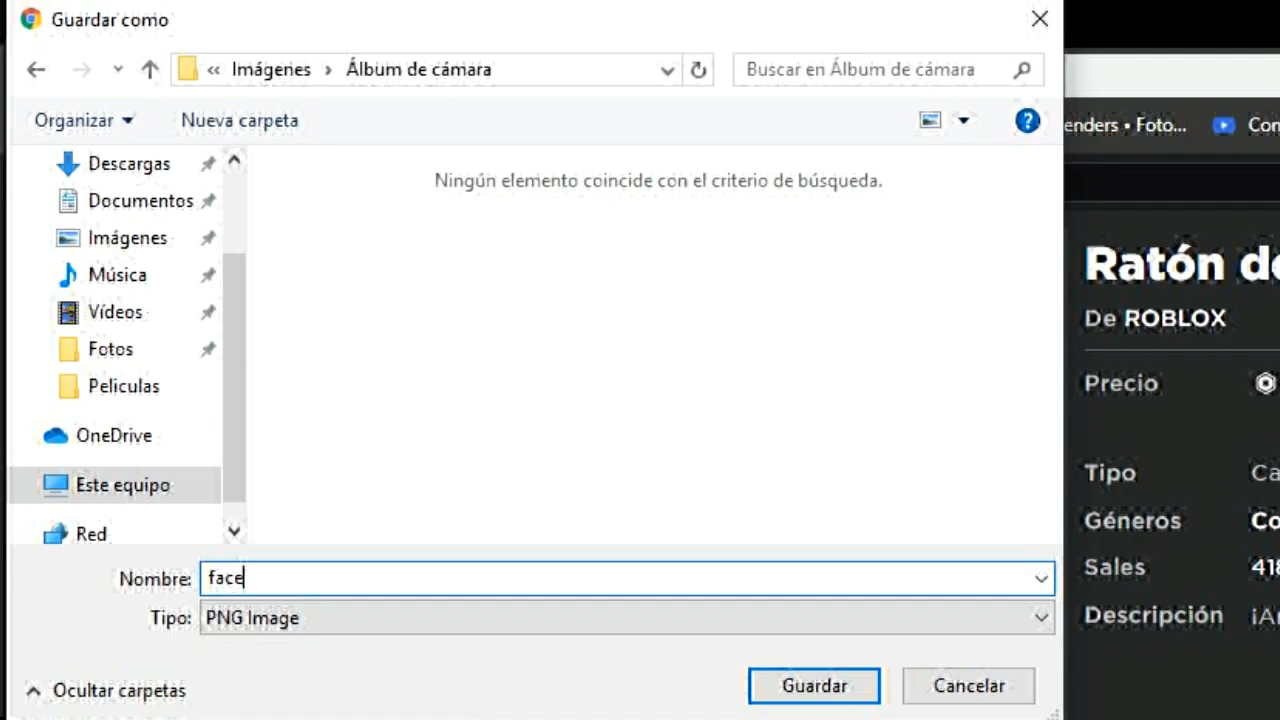 Guardar como
« Imágenes › Álbum de cámara
Buscar en Álbum de cámara
Organizar
Nueva carpeta
Descargas
Documentos
Imágenes
Música
Vídeos
Fotos
Peliculas
OneDrive
Este equipo
Red
Ningún elemento coincide con el criterio de búsqueda.
Nombre: face
Tipo: PNG Image
Ocultar carpetas
Guardar
Cancelar
enders • Foto...
Ratón
De ROBLOX
Precio
Tipo
Géneros
Sales
Descripción